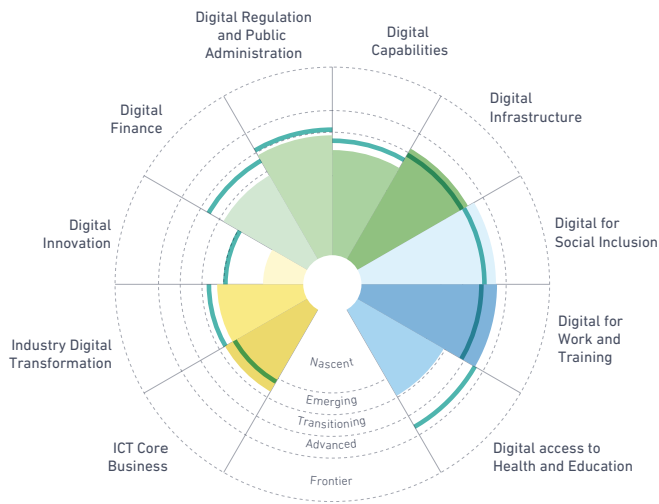 Digital Regulation
and Public
Administration
Digital
Capabilities
Digital
Infrastructure
Digital for
Social Inclusion
Digital for
Work and
Training
Digital access to
Health and Education
ICT Core
Business
Industry Digital
Transformation
Digital
Innovation
Digital
Finance
Nascent
Emerging
Transitioning
Advanced
Frontier